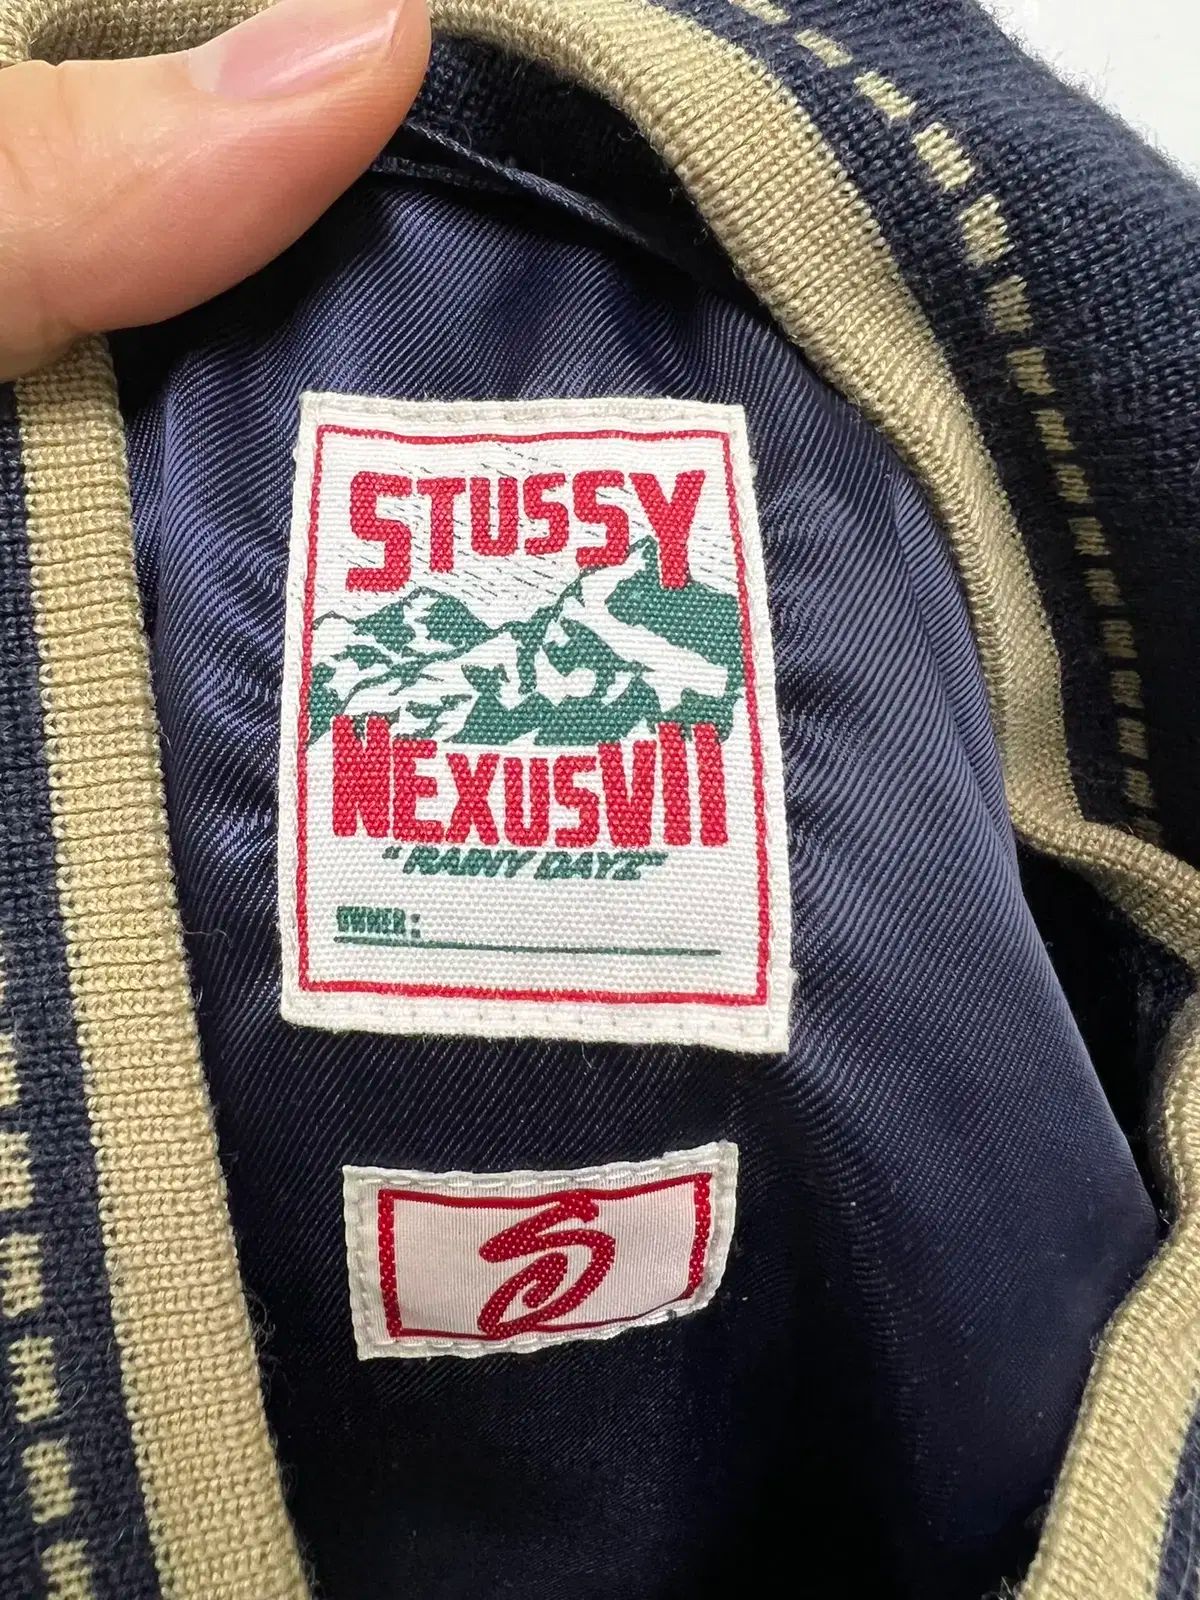 STUSSY
NEXUSVII
"RAINY DAYZ"
OWNER:
S